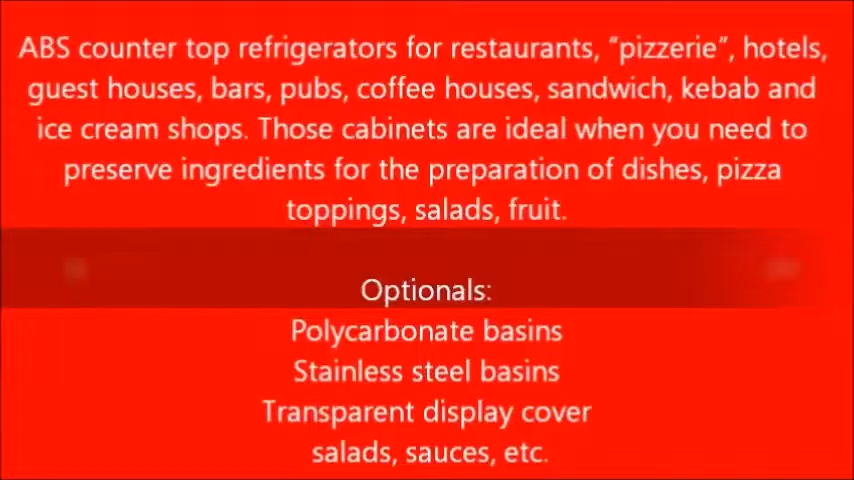 ABS counter top refrigerators for restaurants, “pizzerie”, hotels,
guest houses, bars, pubs, coffee houses, sandwich, kebab and
ice cream shops. Those cabinets are ideal when you need to
preserve ingredients for the preparation of dishes, pizza
toppings, salads, fruit.
Optionals:
Polycarbonate basins
Stainless steel basins
Transparent display cover
salads, sauces, etc.